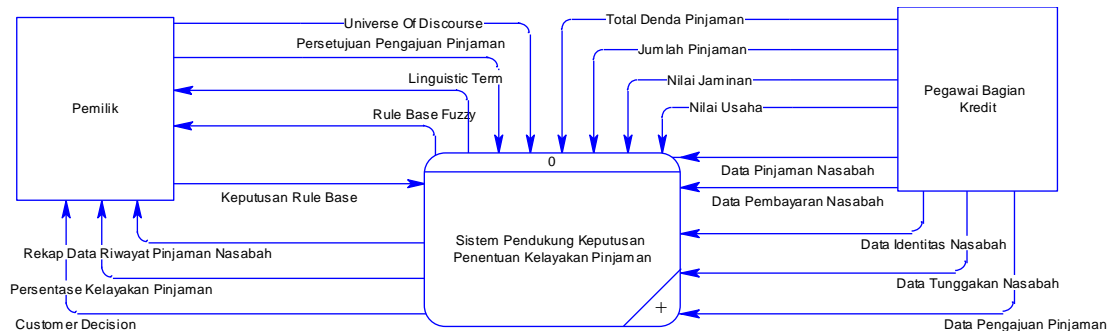 Universe Of Discourse
Total Denda Pinjaman
Persetujuan Pengajuan Pinjaman
Jumlah Pinjaman
Linguistic Term
Nilai Jaminan
Pemilik
Pegawai Bagian
Kredit
Rule Base Fuzzy
Nilai Usaha
0
Data Pinjaman Nasabah
Keputusan Rule Base
Data Pembayaran Nasabah
Sistem Pendukung Keputusan
Penentuan Kelayakan Pinjaman
Data Identitas Nasabah
Rekap Data Riwayat Pinjaman Nasabah
Data Tunggakan Nasabah
Persentase Kelayakan Pinjaman
+
Customer Decision
Data Pengajuan Pinjaman